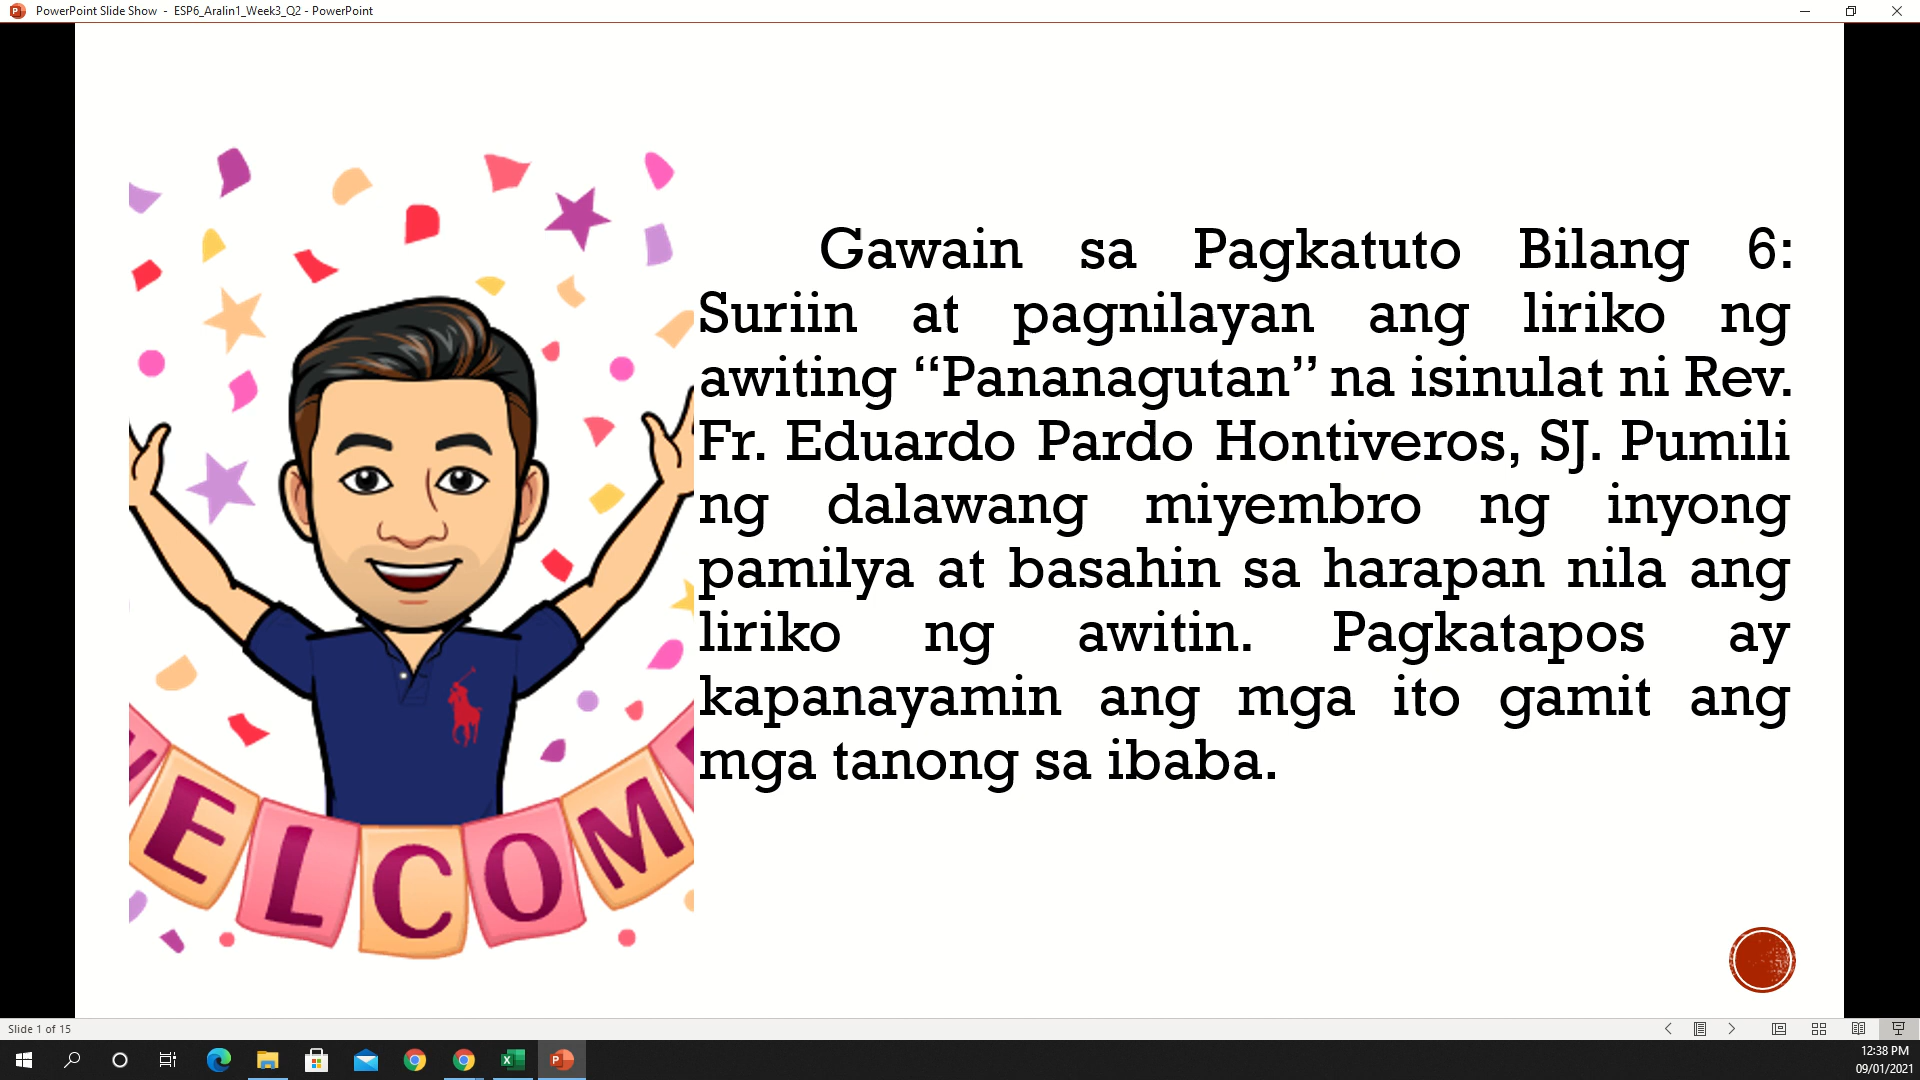 PowerPoint Slide Show - ESP6_Aralin1_Week3_Q2 - PowerPoint
Gawain sa Pagkatuto Bilang 6:
Suriin at pagnilayan ang liriko ng
awiting “Pananagutan” na isinulat ni Rev.
Fr. Eduardo Pardo Hontiveros, SJ. Pumili
ng dalawang miyembro ng inyong
pamilya at basahin sa harapan nila ang
liriko ng awitin. Pagkatapos ay
kapanayamin ang mga ito gamit ang
mga tanong sa ibaba.
WELCOME
Slide 1 of 15
12:38 PM
09/01/2021